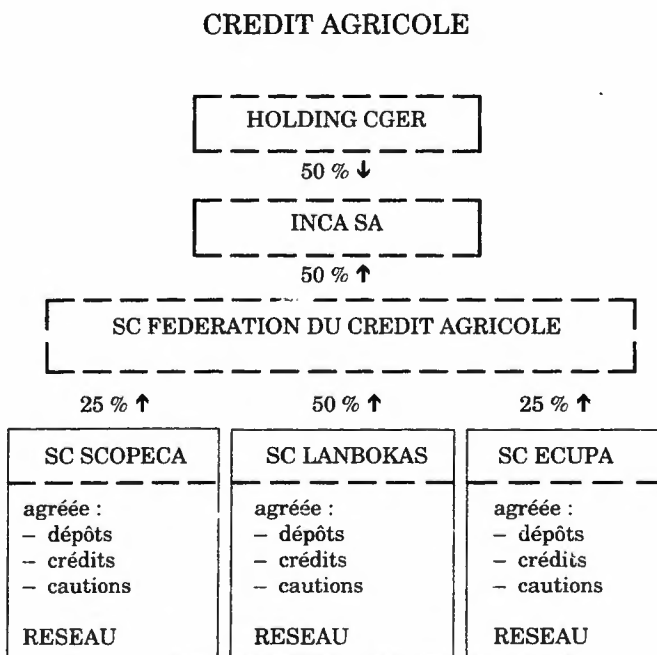 CREDIT AGRICOLE
HOLDING CGER
50 % ↓
INCA SA
50 % ↑
SC FEDERATION DU CREDIT AGRICOLE
25 % ↑ 50 % ↑ 25 % ↑
SC SCOPECA SC LANBOKAS SC ECUPA
agréée : agréée : agréée :
– dépôts – dépôts – dépôts
– crédits – crédits – crédits
– cautions – cautions – cautions
RESEAU RESEAU RESEAU